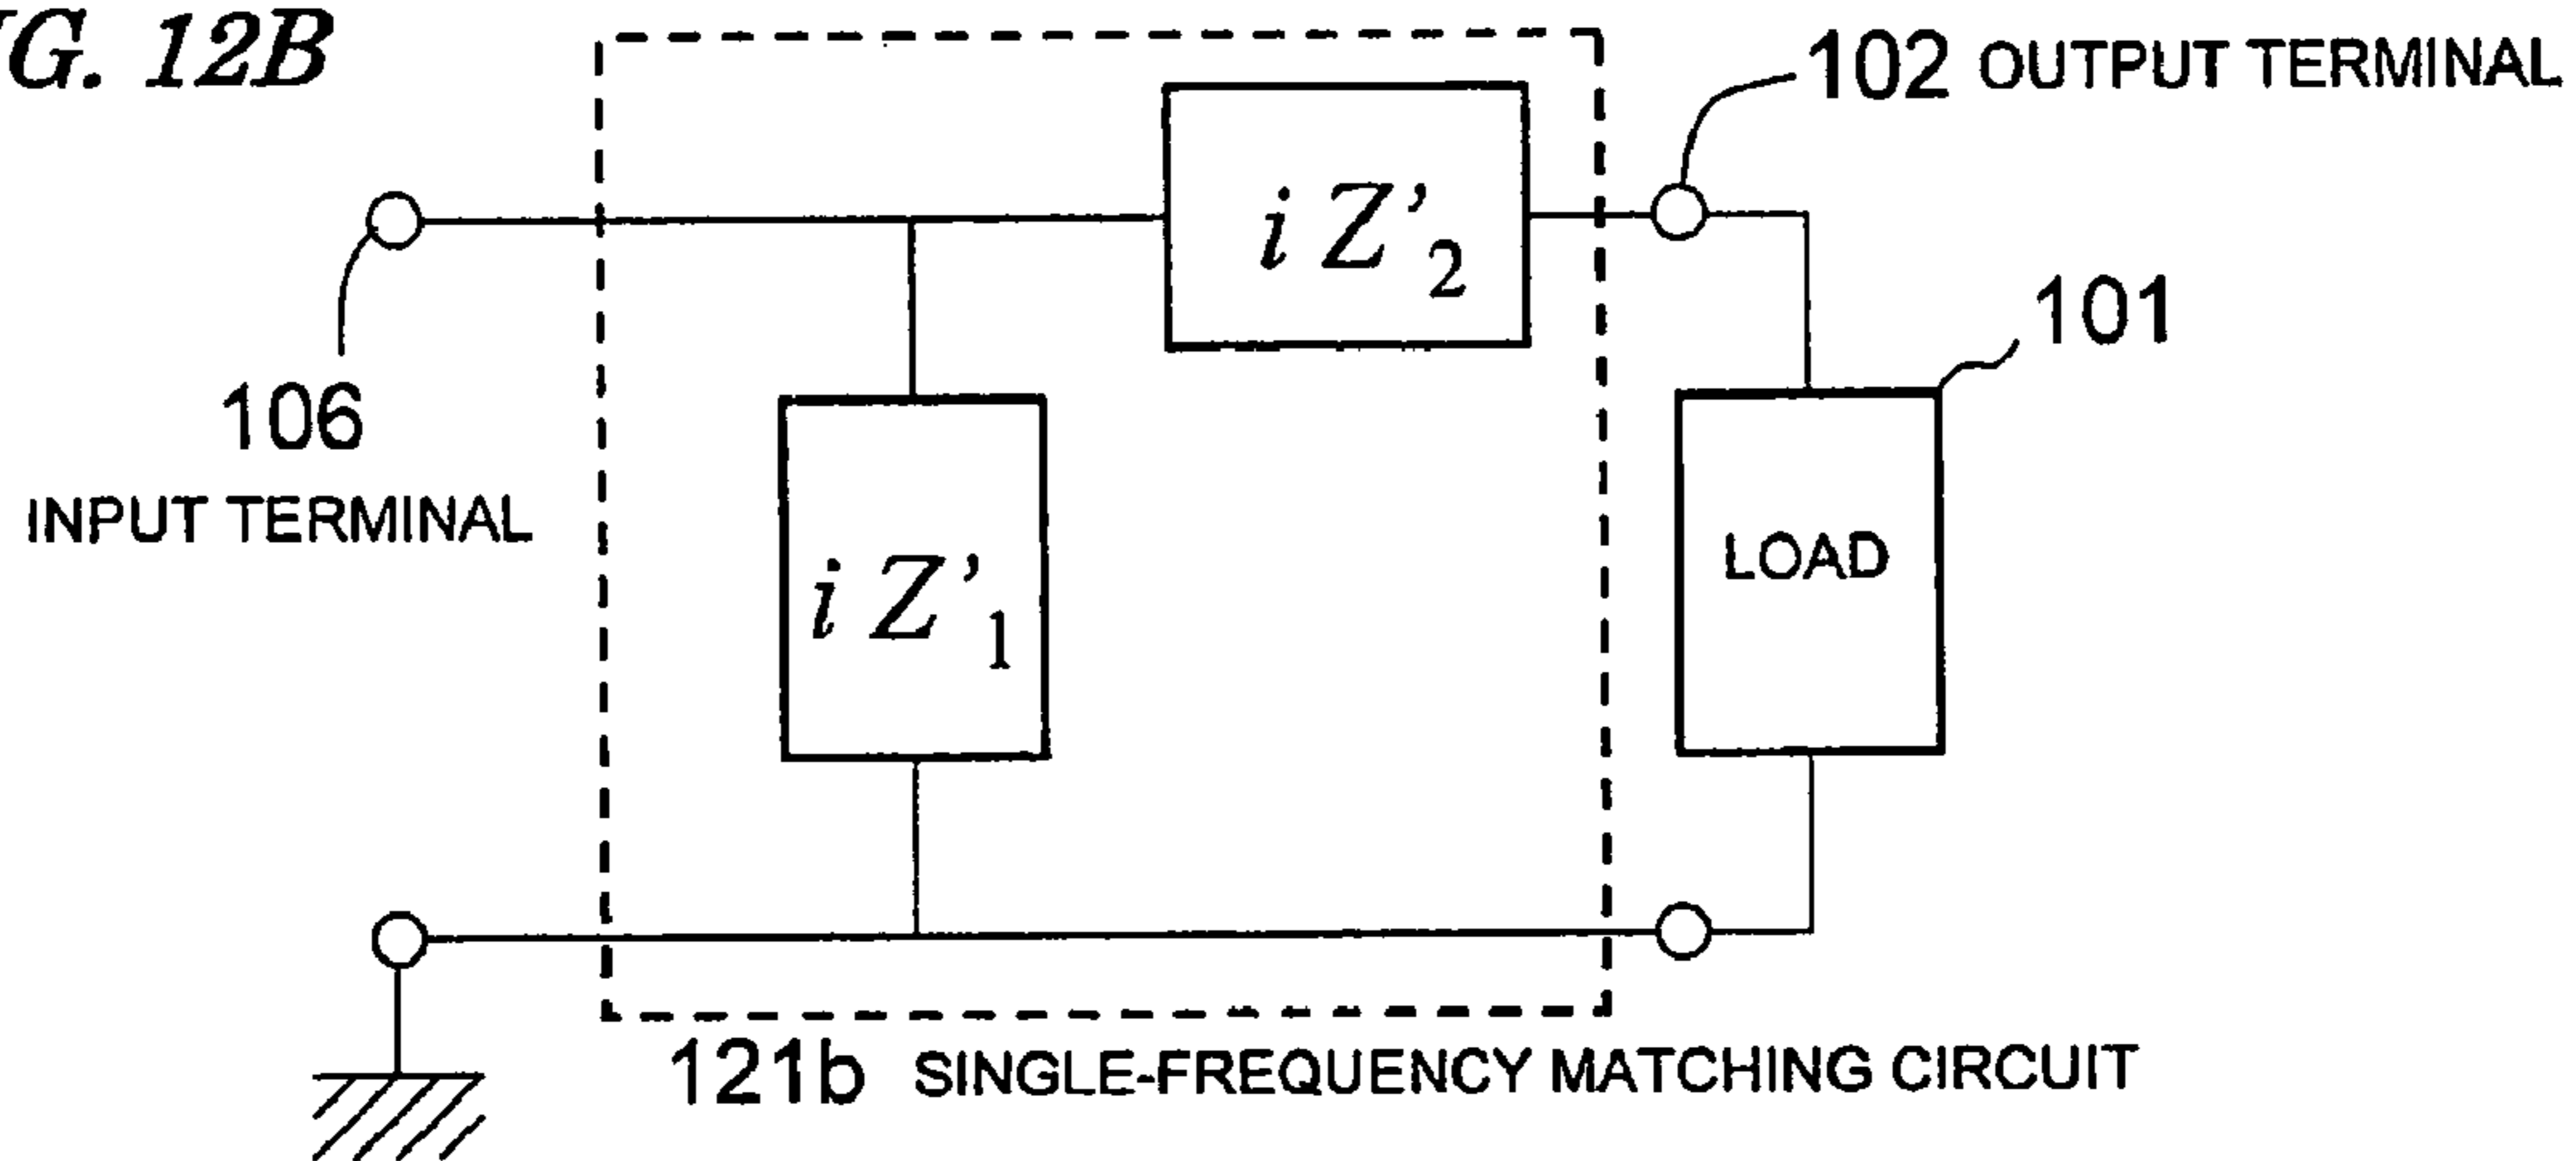 G. 12B
102 OUTPUT TERMINAL
i Z'2
101
106
INPUT TERMINAL
i Z'1
LOAD
121b SINGLE-FREQUENCY MATCHING CIRCUIT